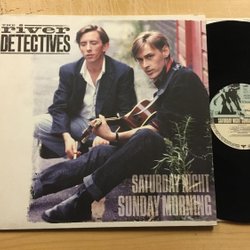 THE
river
DETECTIVES
SATURDAY NIGHT
SUNDAY MORNING